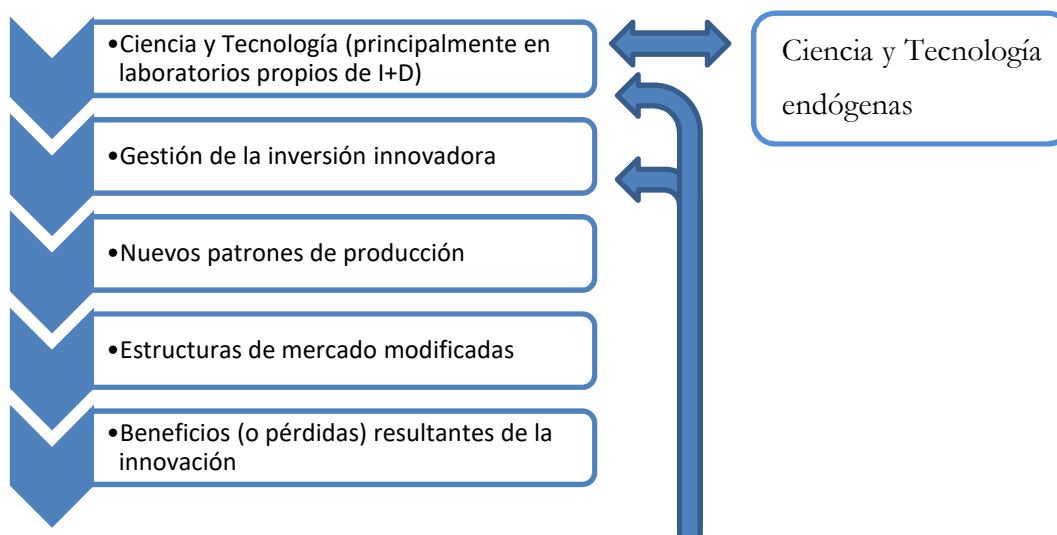 •Ciencia y Tecnología (principalmente en
laboratorios propios de I+D)
Ciencia y Tecnología
endógenas
•Gestión de la inversión innovadora
•Nuevos patrones de producción
•Estructuras de mercado modificadas
•Beneficios (o pérdidas) resultantes de la
innovación